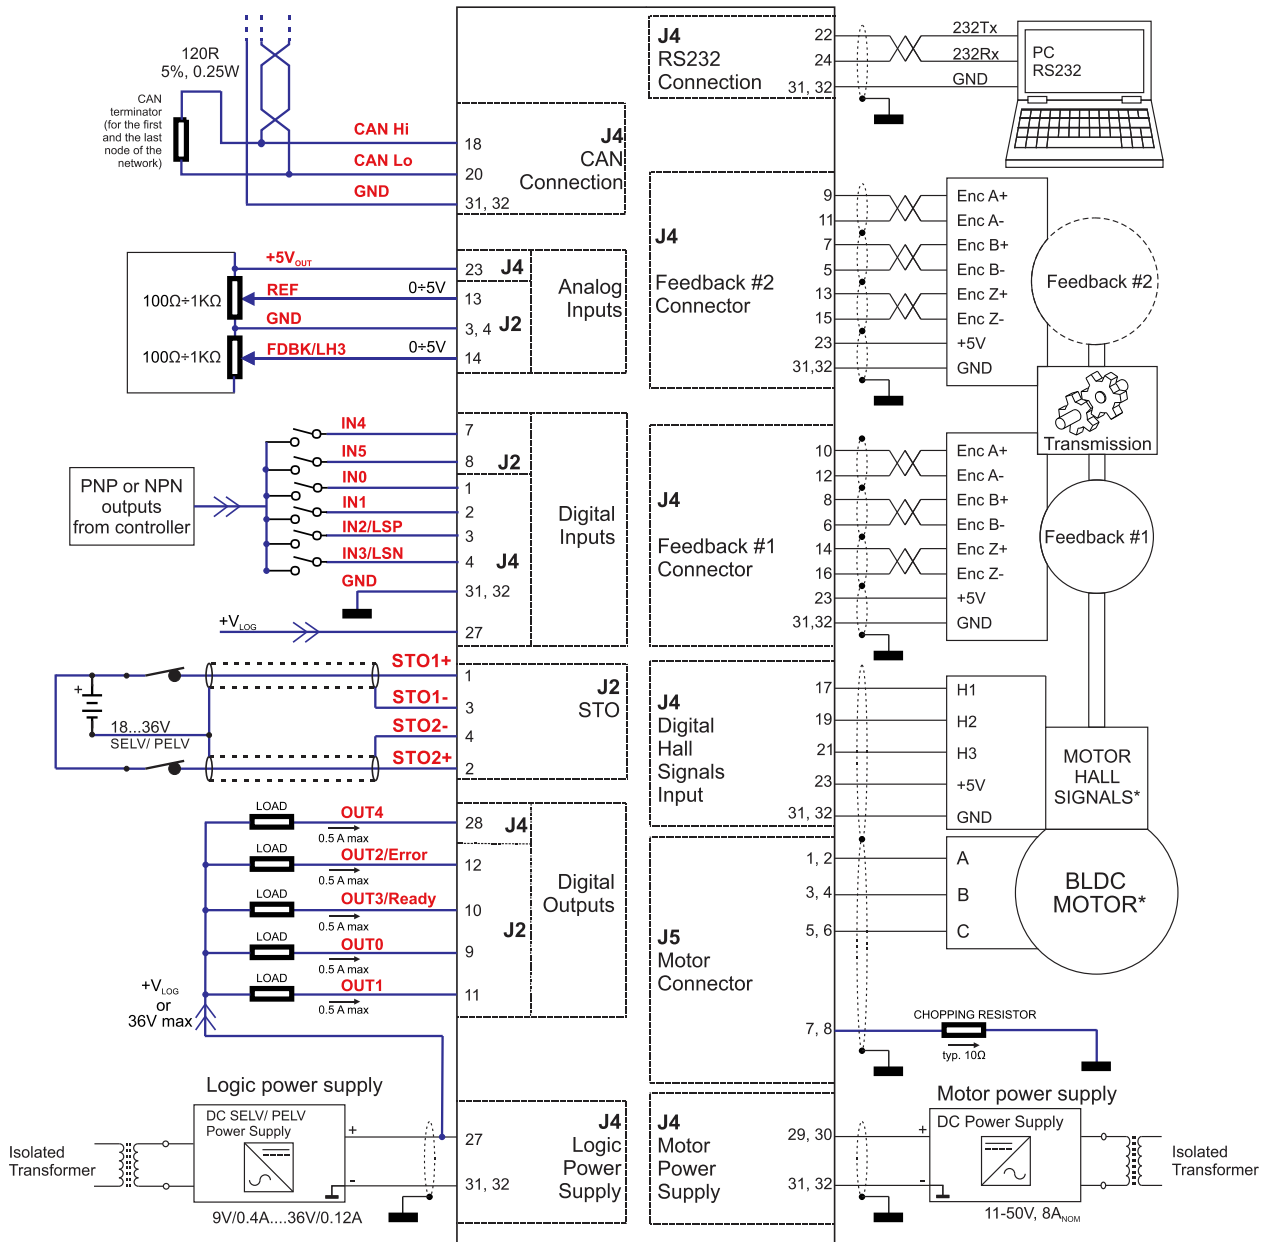 120R
5%, 0.25W
CAN
terminator
(for the first
and the last
node of the
network)
CAN Hi
CAN Lo
GND
18
20
31, 32
J4
CAN
Connection
+5VOUT
REF
GND
FDBK/LH3
0÷5V
0÷5V
100Ω÷1KΩ
100Ω÷1KΩ
23
13
3, 4
14
J4
J2
Analog
Inputs
PNP or NPN
outputs
from controller
IN4
IN5
IN0
IN1
IN2/LSP
IN3/LSN
GND
+VLOG
7
8
1
2
3
4
31, 32
27
J2
J4
Digital
Inputs
STO1+
STO1-
STO2-
STO2+
+
18...36V
SELV/ PELV
1
3
4
2
J2
STO
LOAD
OUT4
0.5 A max
LOAD
OUT2/Error
0.5 A max
LOAD
OUT3/Ready
0.5 A max
LOAD
OUT0
0.5 A max
LOAD
OUT1
0.5 A max
+VLOG
or
36V max
28
12
10
9
11
J4
J2
Digital
Outputs
Logic power supply
DC SELV/ PELV
Power Supply
+
-
Isolated
Transformer
9V/0.4A....36V/0.12A
27
31, 32
J4
Logic
Power
Supply
J4
RS232
Connection
22
24
31, 32
232Tx
232Rx
GND
PC
RS232
J4
Feedback #2
Connector
9
11
7
5
13
15
23
31,32
Enc A+
Enc A-
Enc B+
Enc B-
Enc Z+
Enc Z-
+5V
GND
Feedback #2
Transmission
J4
Feedback #1
Connector
10
12
8
6
14
16
23
31,32
Enc A+
Enc A-
Enc B+
Enc B-
Enc Z+
Enc Z-
+5V
GND
Feedback #1
J4
Digital
Hall
Signals
Input
17
19
21
23
31, 32
H1
H2
H3
+5V
GND
MOTOR
HALL
SIGNALS*
J5
Motor
Connector
1, 2
3, 4
5, 6
7, 8
A
B
C
BLDC
MOTOR*
CHOPPING RESISTOR
typ. 10Ω
Motor power supply
J4
Motor
Power
Supply
29, 30
31, 32
+
-
DC Power Supply
11-50V, 8ANOM
Isolated
Transformer